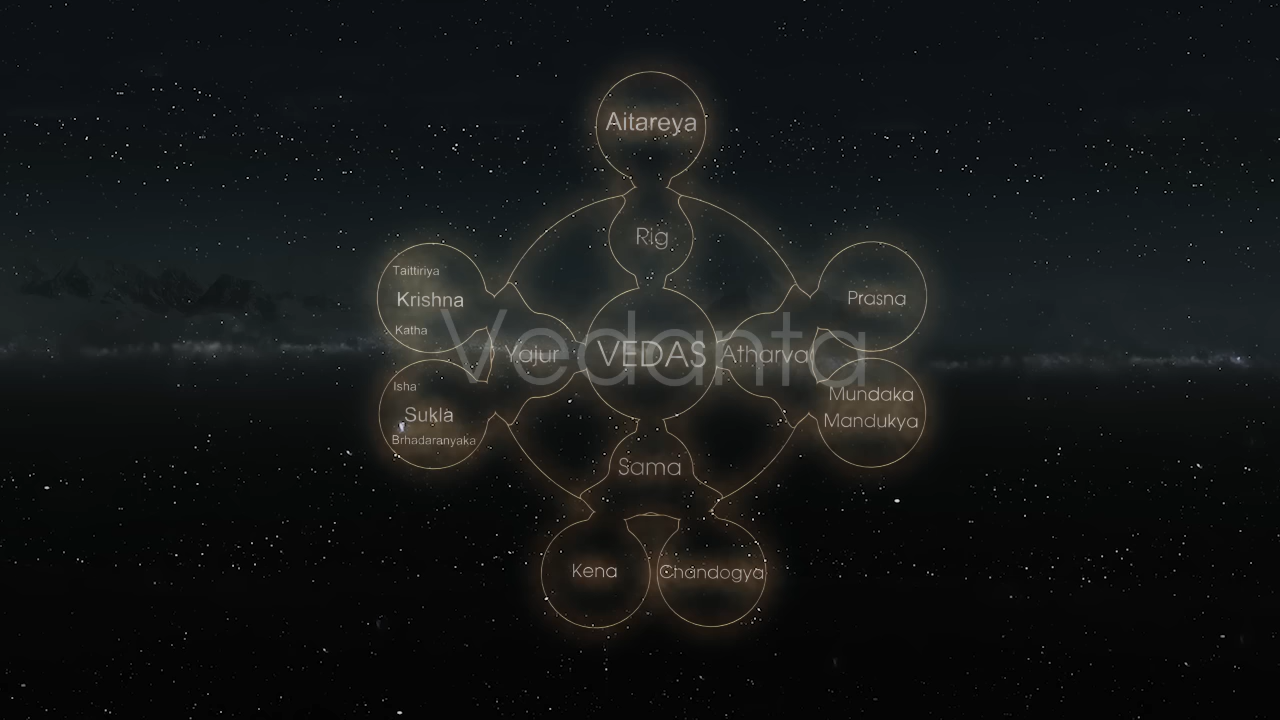 Aitareya
Rig
Taittiriya
Krishna
Katha
Prasna
Vedanta
Yajur
VEDAS
Atharva
Isha
Sukla
Brhadaranyaka
Mundaka
Mandukya
Sama
Kena
Chandogya